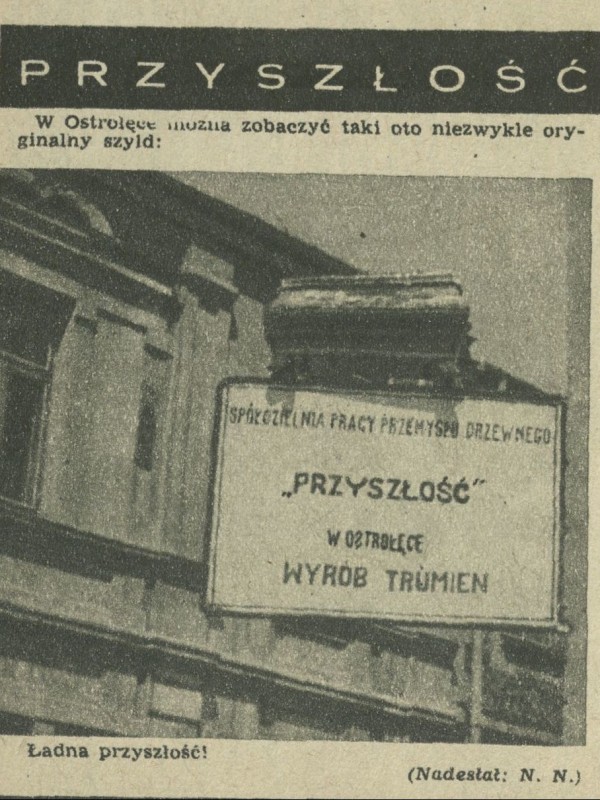 PRZYSZŁOŚĆ
W Ostrołęce można zobaczyć taki oto niezwykle ory-
ginalny szyld:
SPÓŁDZIELNIA PRACY PRZEMYSŁU DRZEWNEGO
„PRZYSZŁOŚĆ"
W OSTROŁĘCE
WYRÓB TRUMIEN
Ładna przyszłość!
(Nadesłał: N. N.)